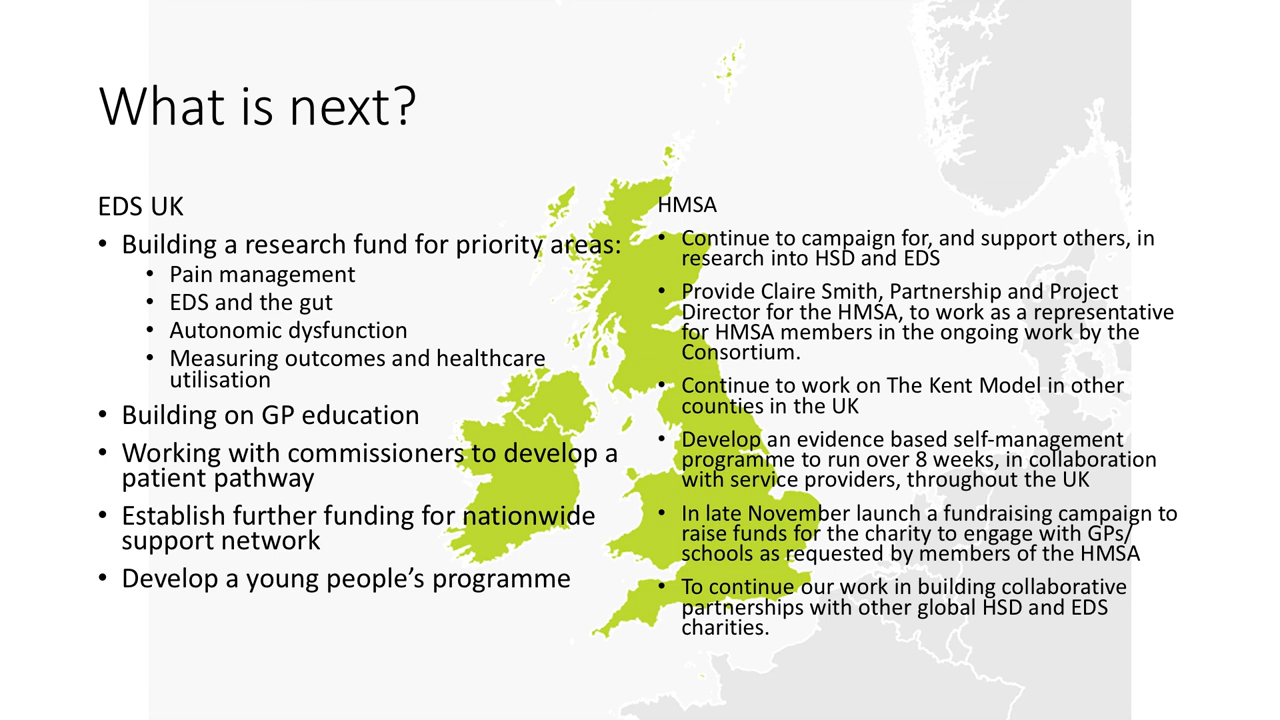 What is next?
EDS UK
• Building a research fund for priority areas:
• Pain management
• EDS and the gut
• Autonomic dysfunction
• Measuring outcomes and healthcare
utilisation
• Building on GP education
• Working with commissioners to develop a
patient pathway
• Establish further funding for nationwide
support network
• Develop a young people’s programme
HMSA
• Continue to campaign for, and support others, in
research into HSD and EDS
• Provide Claire Smith, Partnership and Project
Director for the HMSA, to work as a representative
for HMSA members in the ongoing work by the
Consortium.
• Continue to work on The Kent Model in other
counties in the UK
• Develop an evidence based self-management
programme to run over 8 weeks, in collaboration
with service providers, throughout the UK
• In late November launch a fundraising campaign to
raise funds for the charity to engage with GPs/
schools as requested by members of the HMSA
• To continue our work in building collaborative
partnerships with other global HSD and EDS
charities.